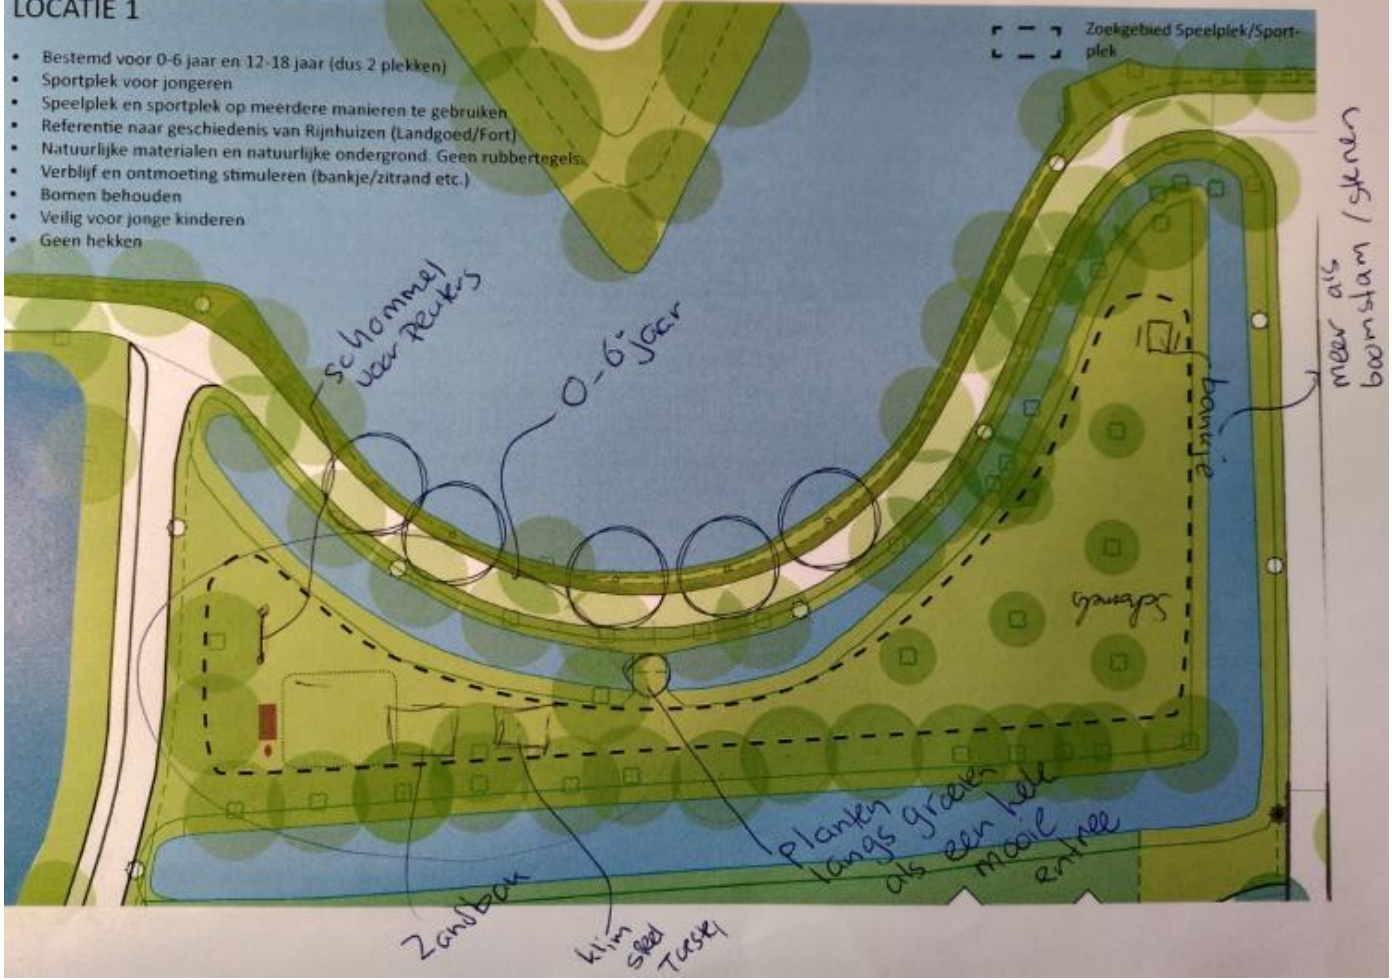 LOCATIE 1
• Bestemd voor 0-6 jaar en 12-18 jaar (dus 2 plekken)
• Sportplek voor jongeren
• Speelplek en sportplek op meerdere manieren te gebruiken
• Referentie naar geschiedenis van Rijnhuizen (Landgoed/Fort)
• Natuurlijke materialen en natuurlijke ondergrond. Geen rubbertegels.
• Verblijf en ontmoeting stimuleren (bankje/zitrand etc.)
• Bomen behouden
• Veilig voor jonge kinderen
• Geen hekken
Zoekgebied Speelplek/Sport-
plek
schommel
voor peuters
0-6 jaar
meer als
boomstam / stenen
bankje
planten
langs groeien
als een hele
mooie
entree
Zandbak
klim
toestel